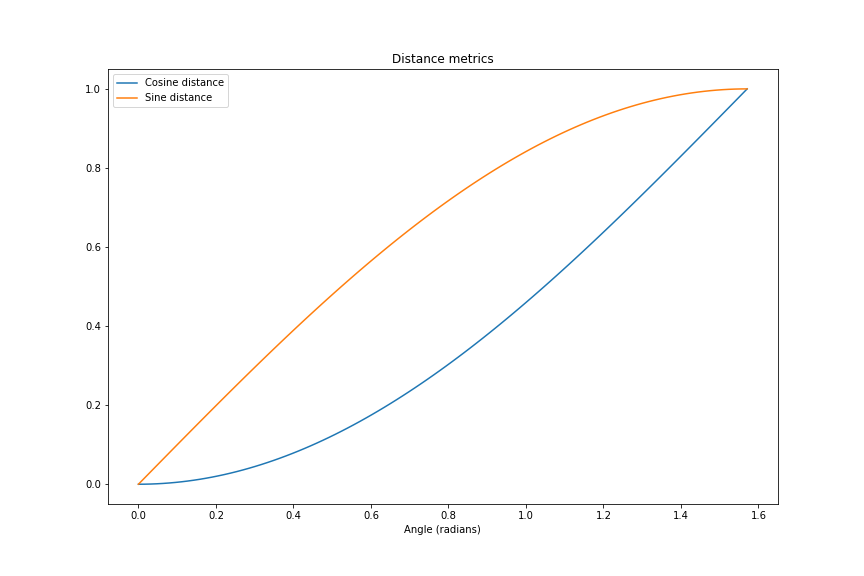 Distance metrics
Cosine distance
Sine distance
1.0
0.8
0.6
0.4
0.2
0.0
0.0 0.2 0.4 0.6 0.8 1.0 1.2 1.4 1.6
Angle (radians)